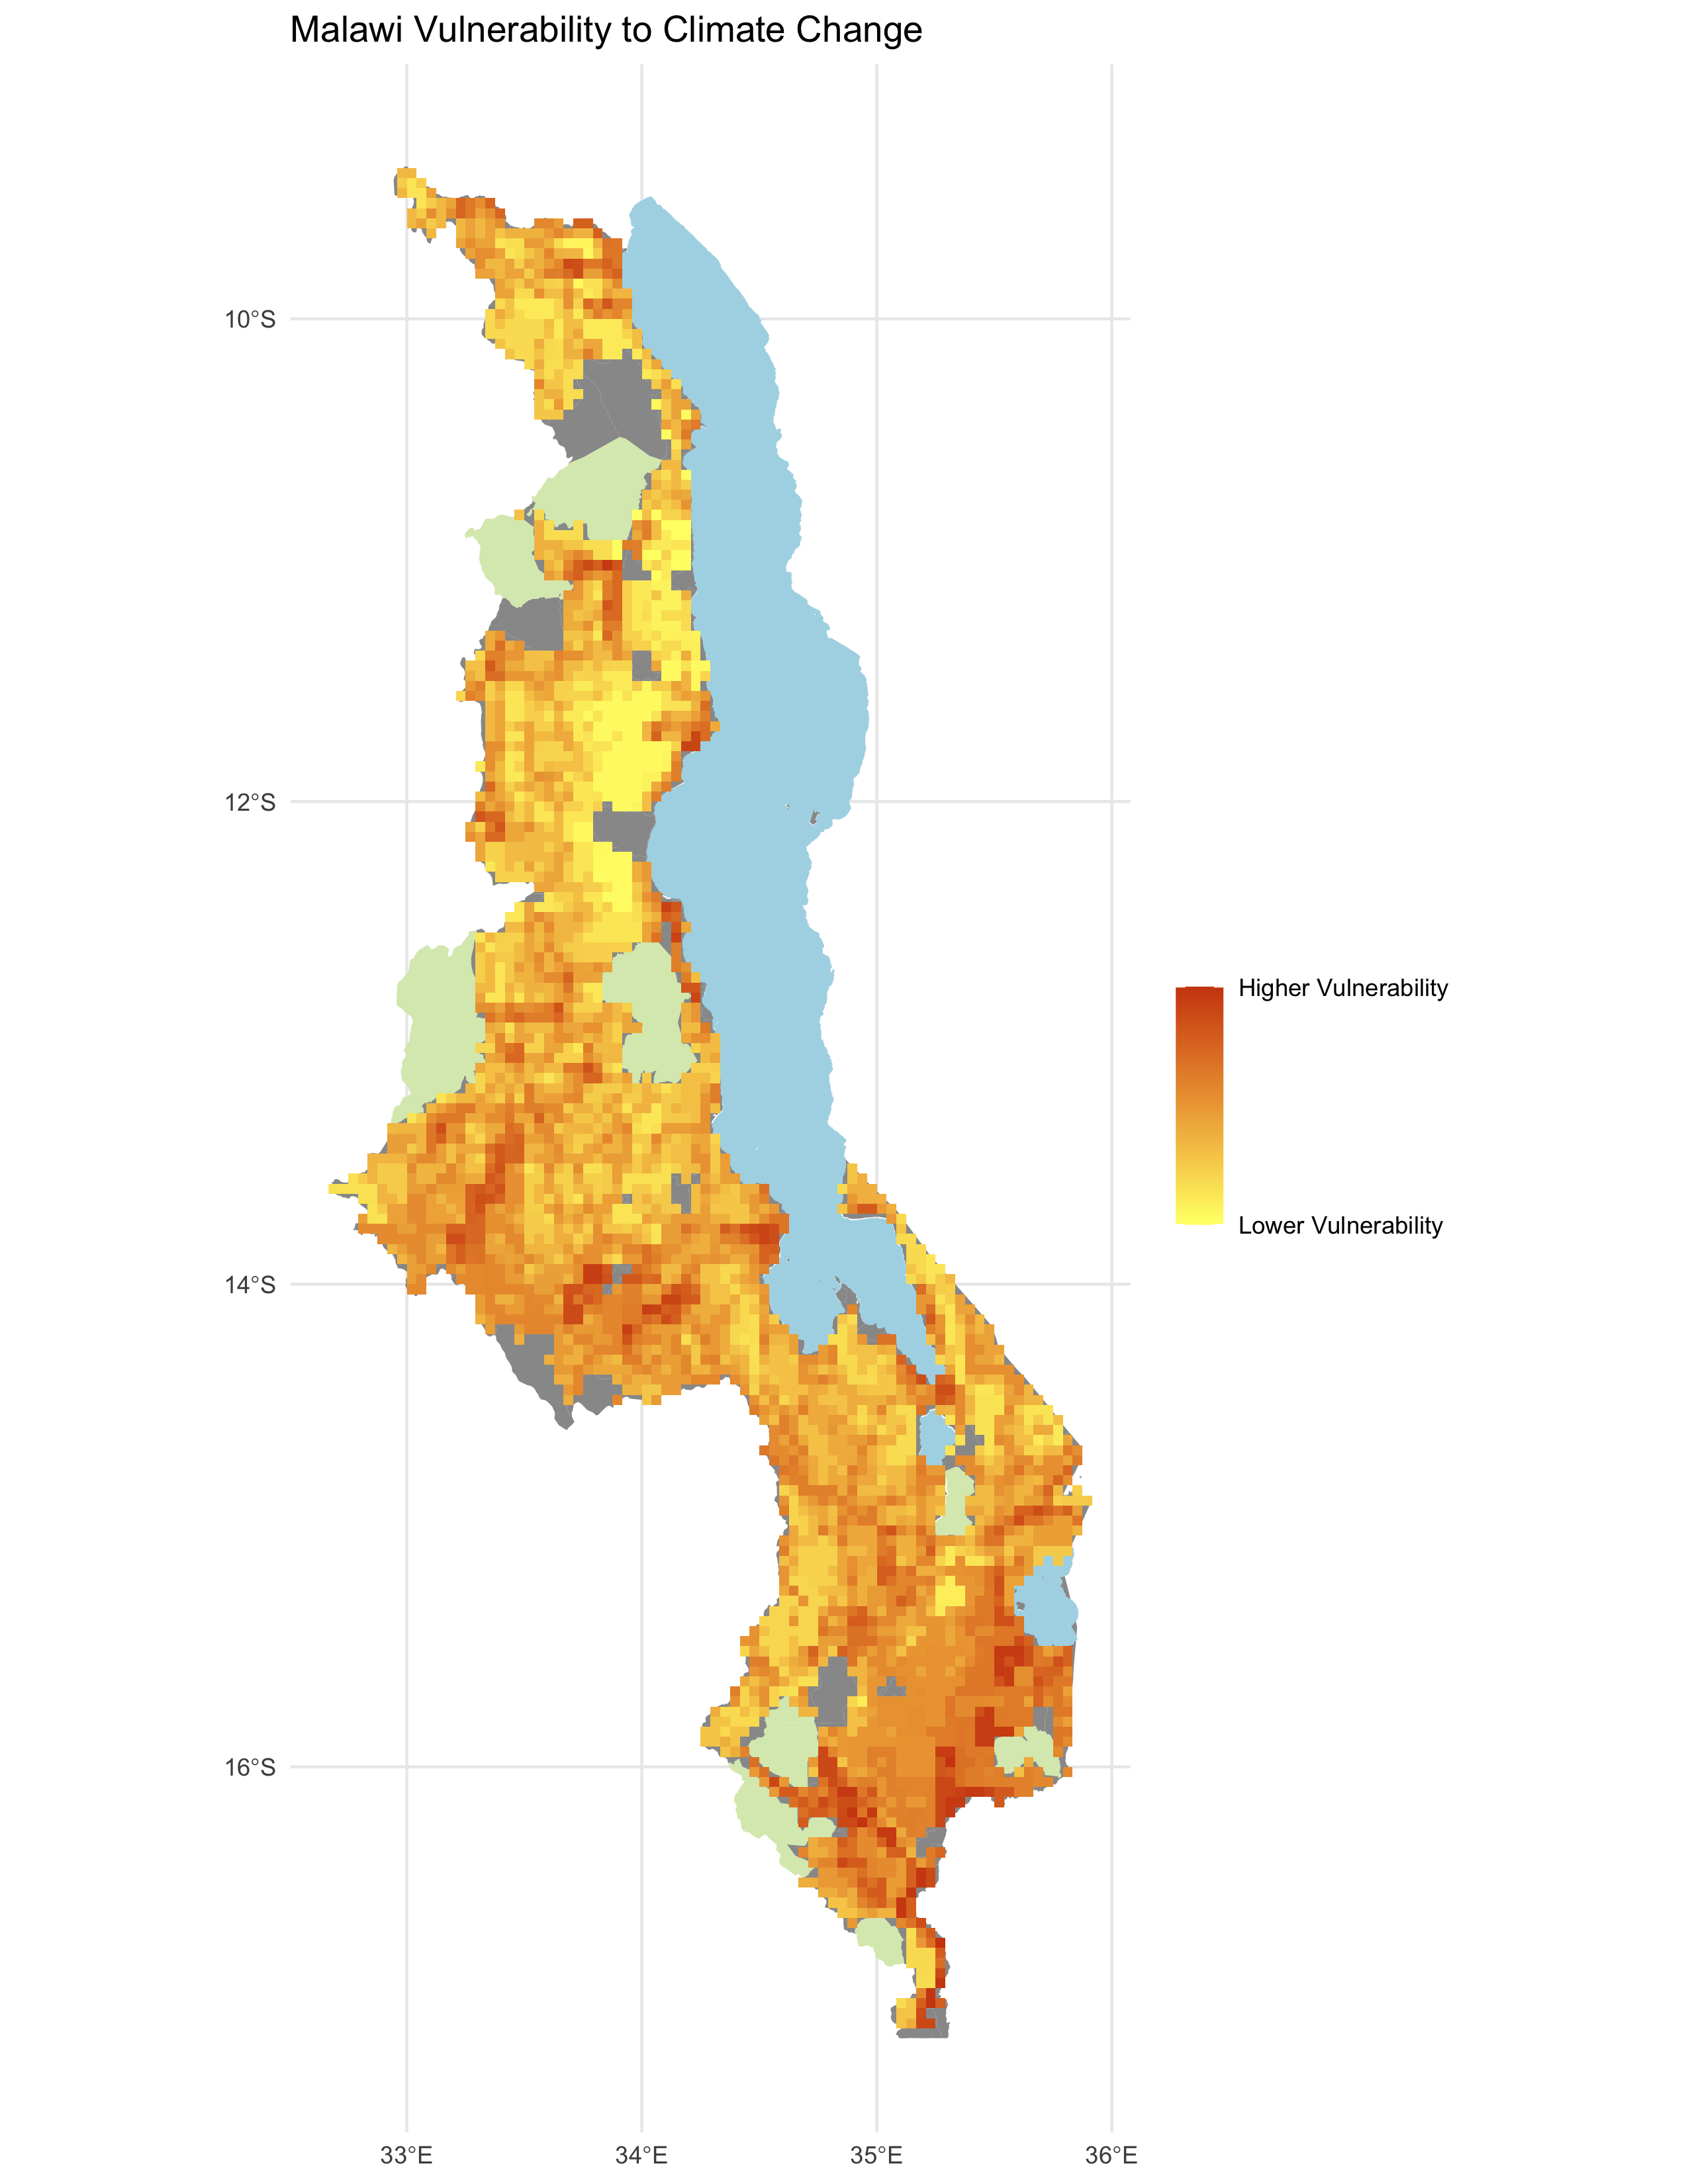 Malawi Vulnerability to Climate Change
10°S
12°S
14°S
16°S
33°E
34°E
35°E
36°E
Higher Vulnerability
Lower Vulnerability